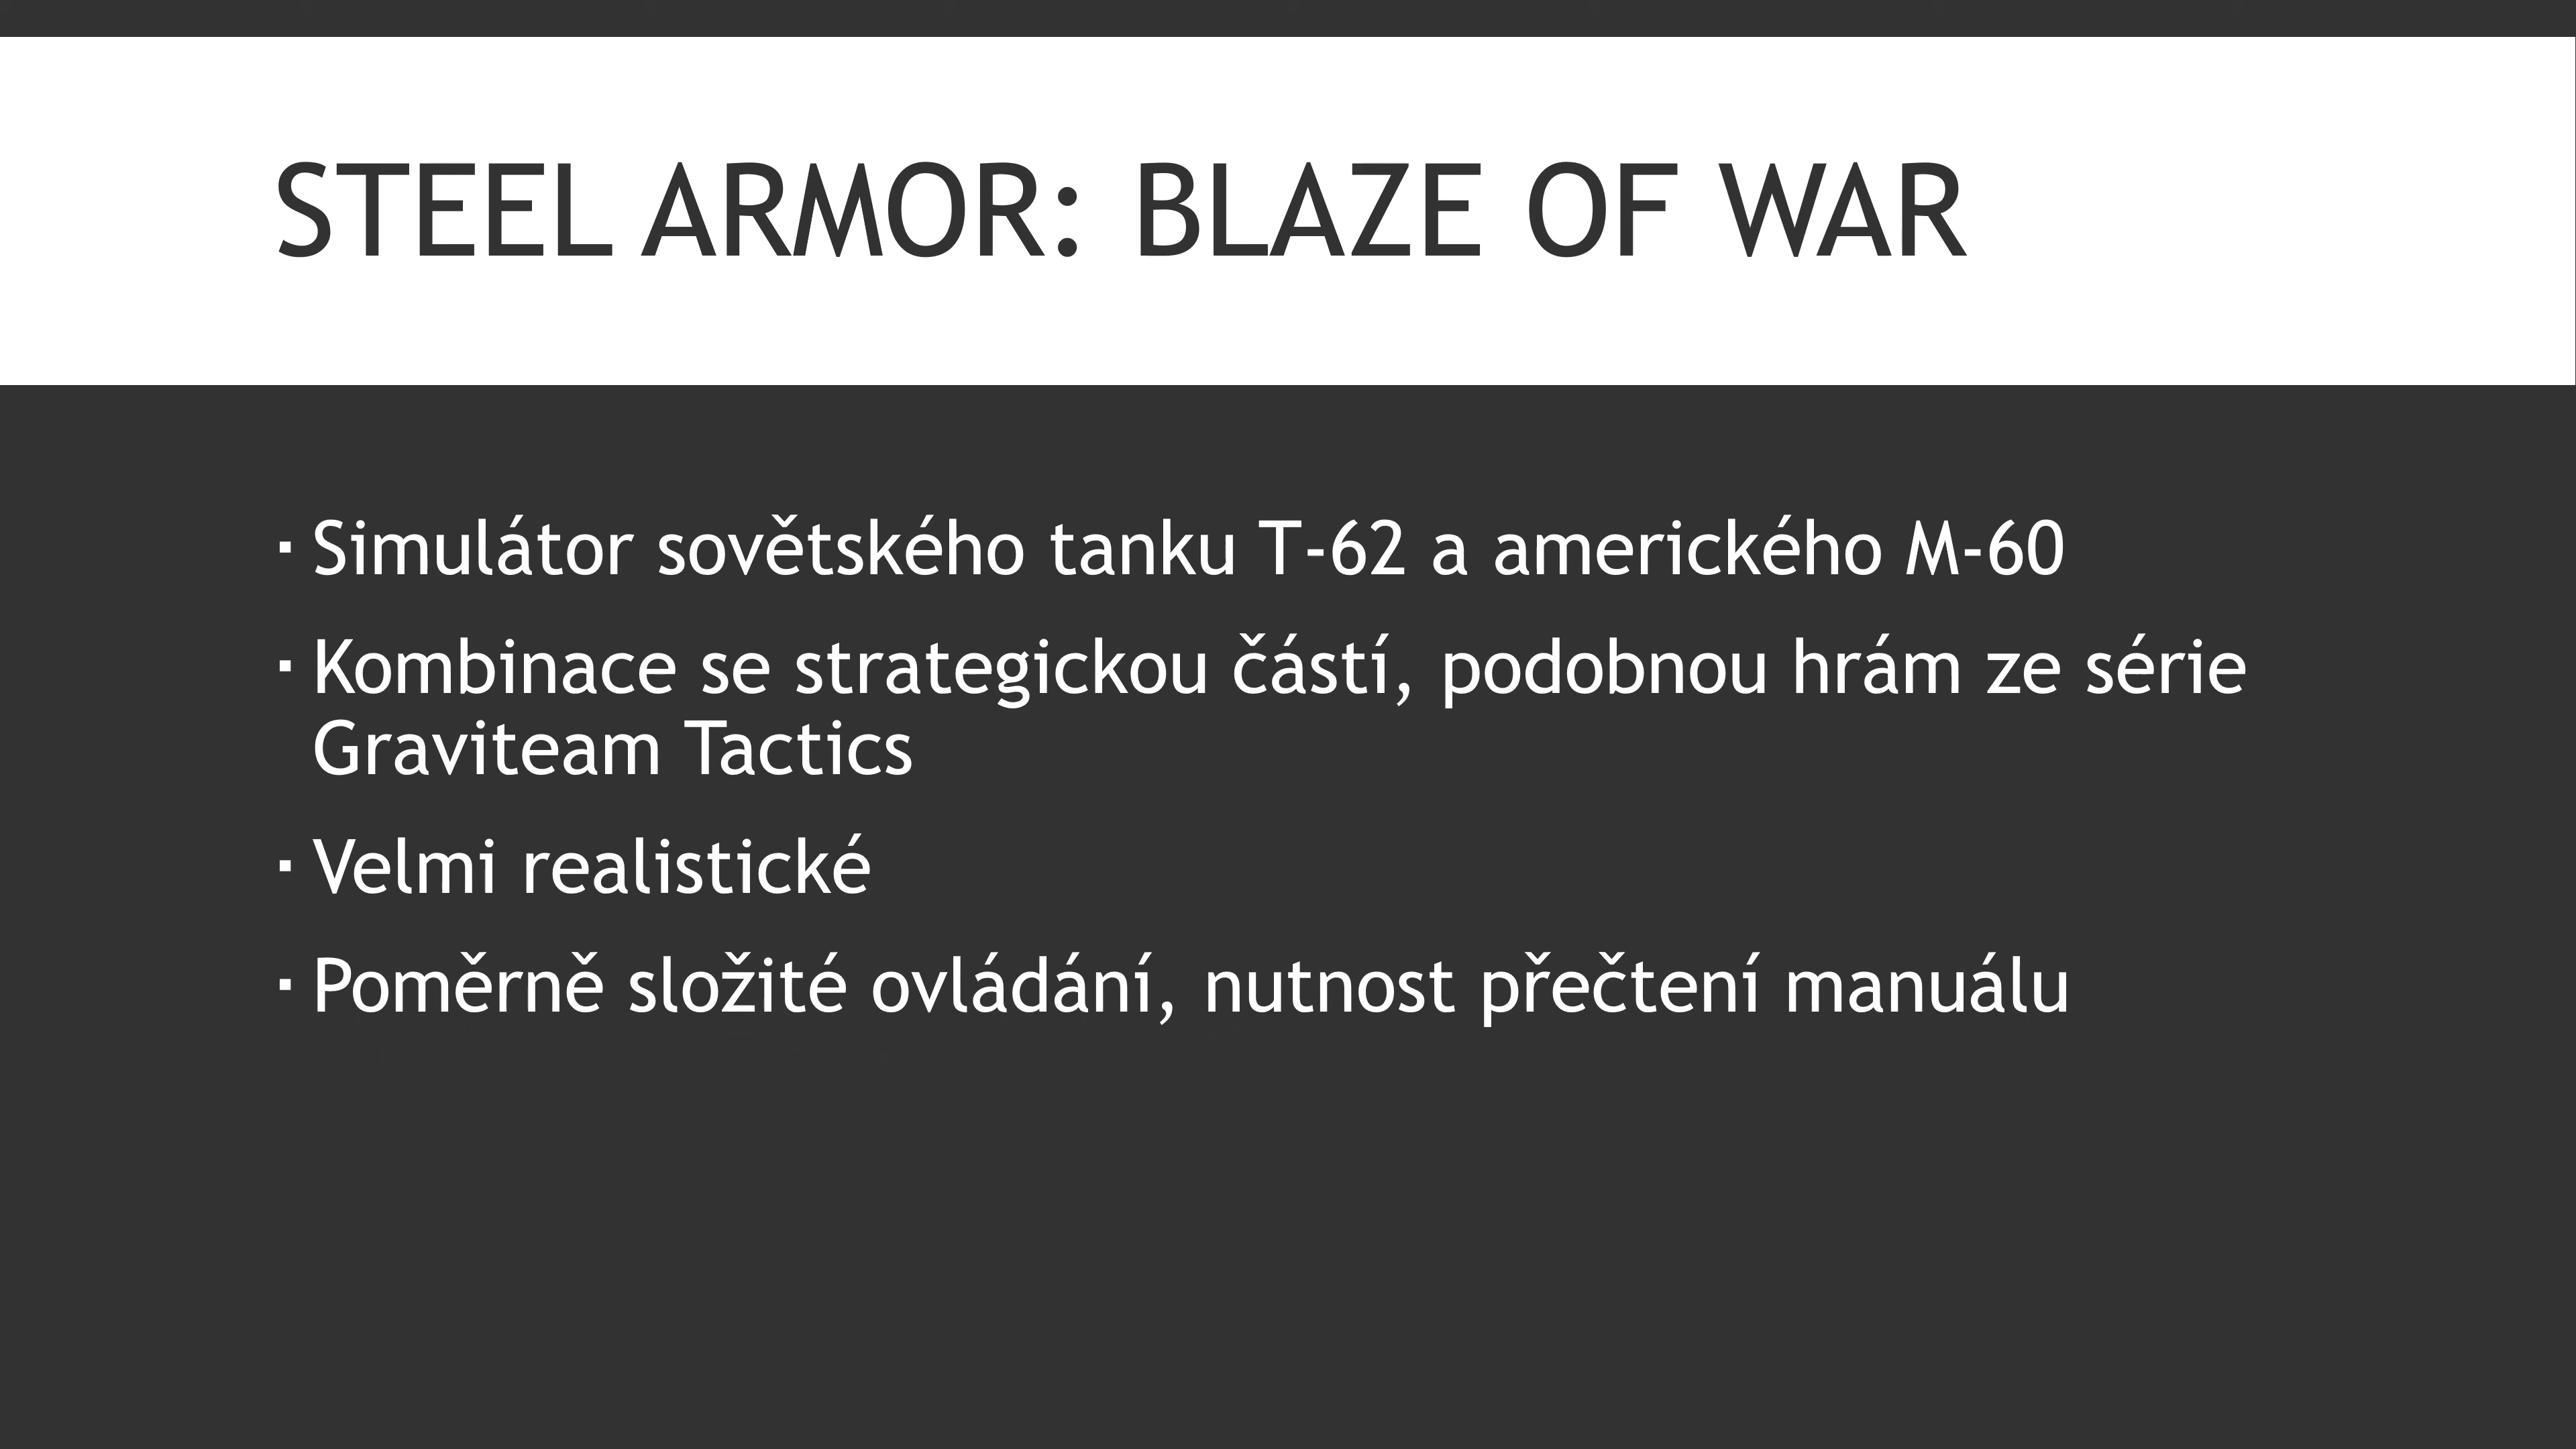 STEEL ARMOR: BLAZE OF WAR
▪ Simulátor sovětského tanku T-62 a amerického M-60
▪ Kombinace se strategickou částí, podobnou hrám ze série
Graviteam Tactics
▪ Velmi realistické
▪ Poměrně složité ovládání, nutnost přečtení manuálu